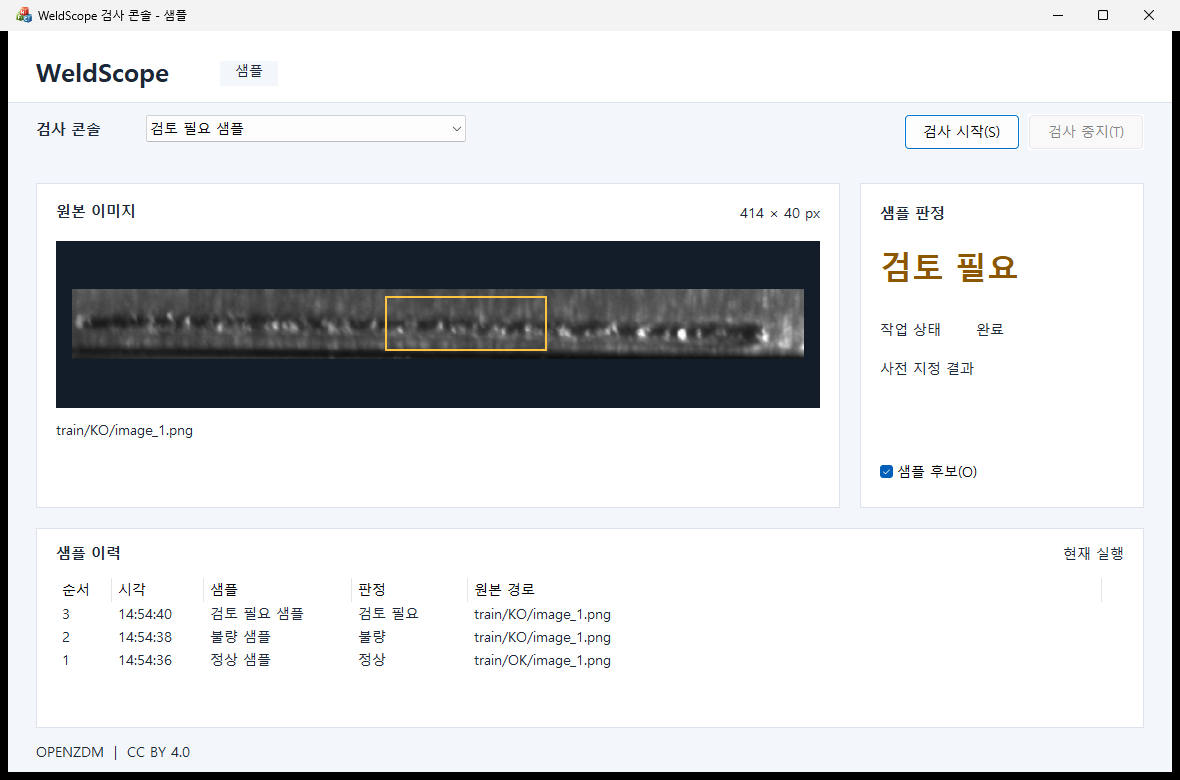 WeldScope 검사 콘솔 - 샘플
WeldScope 샘플
검사 콘솔 검토 필요 샘플 검사 시작(S) 검사 중지(T)
원본 이미지 414 × 40 px
train/KO/image_1.png
샘플 판정
검토 필요
작업 상태 완료
사전 지정 결과
샘플 후보(O)
샘플 이력 현재 실행
순서 시각 샘플 판정 원본 경로
3 14:54:40 검토 필요 샘플 검토 필요 train/KO/image_1.png
2 14:54:38 불량 샘플 불량 train/KO/image_1.png
1 14:54:36 정상 샘플 정상 train/OK/image_1.png
OPENZDM | CC BY 4.0